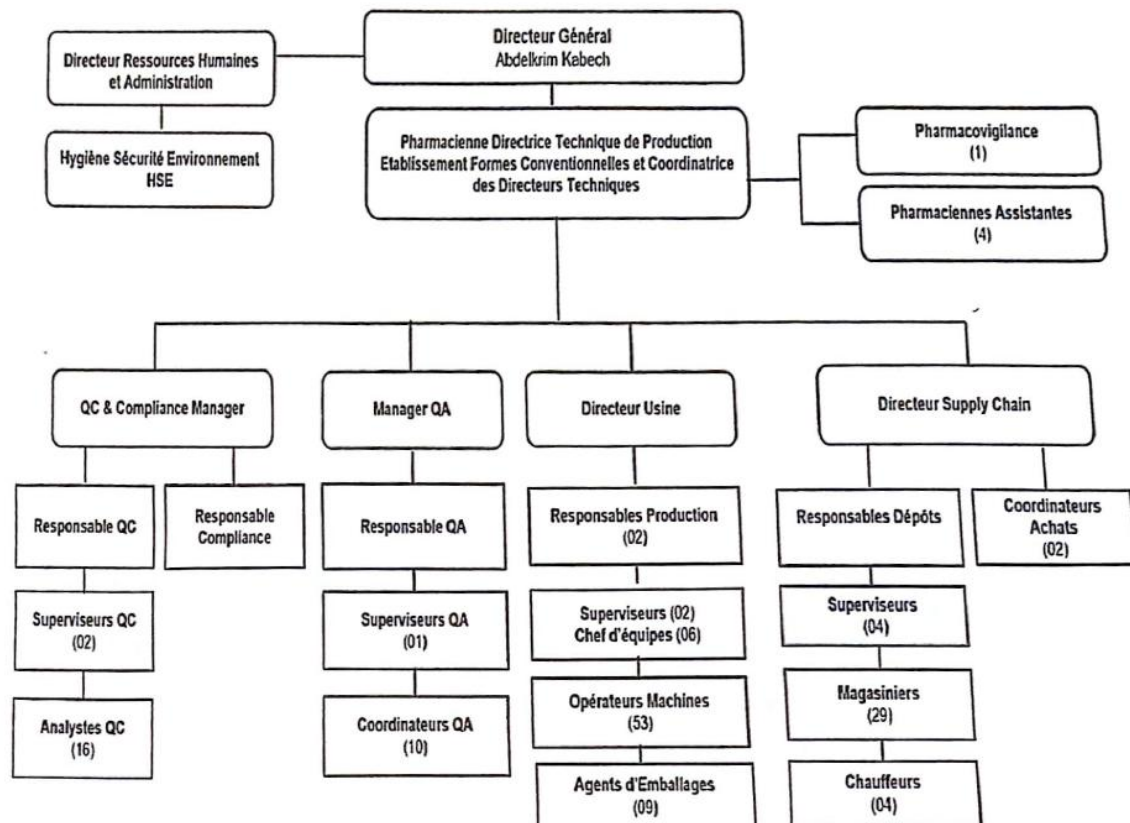 Directeur Général
Abdelkrim Kabech
Directeur Ressources Humaines
et Administration
Hygiène Sécurité Environnement
HSE
Pharmacienne Directrice Technique de Production
Etablissement Formes Conventionnelles et Coordinatrice
des Directeurs Techniques
Pharmacovigilance
(1)
Pharmaciennes Assistantes
(4)
QC & Compliance Manager
Manager QA
Directeur Usine
Directeur Supply Chain
Responsable QC
Responsable
Compliance
Responsable QA
Responsables Production
(02)
Responsables Dépôts
Coordinateurs
Achats
(02)
Superviseurs QC
(02)
Superviseurs QA
(01)
Superviseurs (02)
Chef d'équipes (06)
Superviseurs
(04)
Analystes QC
(16)
Coordinateurs QA
(10)
Opérateurs Machines
(53)
Magasiniers
(29)
Agents d'Emballages
(09)
Chauffeurs
(04)